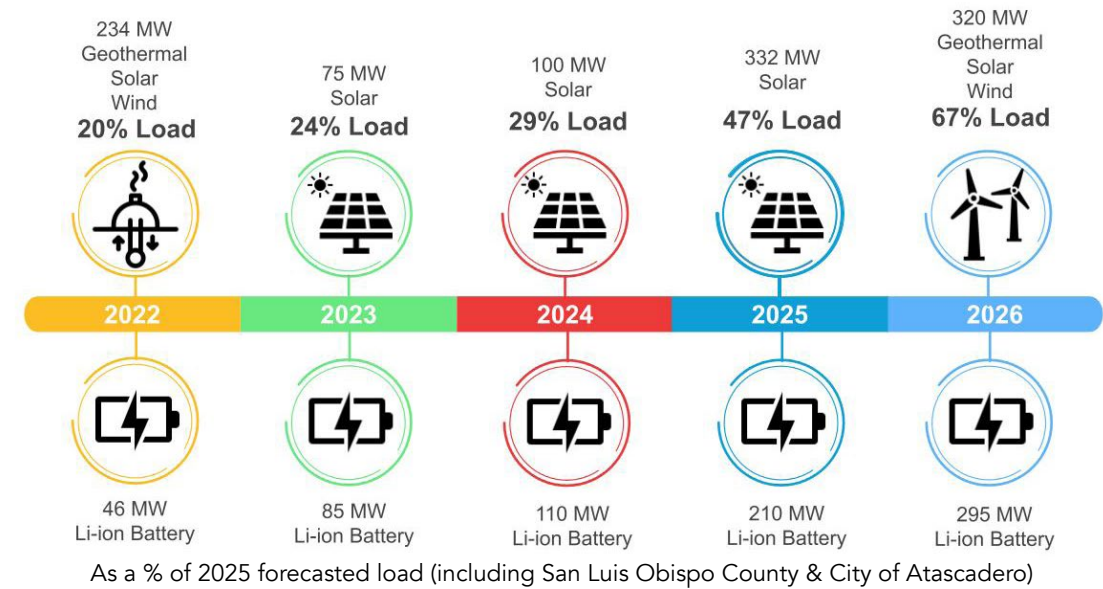 234 MW
Geothermal
Solar
Wind
20% Load
75 MW
Solar
24% Load
100 MW
Solar
29% Load
332 MW
Solar
47% Load
320 MW
Geothermal
Solar
Wind
67% Load
2022
2023
2024
2025
2026
46 MW
Li-ion Battery
85 MW
Li-ion Battery
110 MW
Li-ion Battery
210 MW
Li-ion Battery
295 MW
Li-ion Battery
As a % of 2025 forecasted load (including San Luis Obispo County & City of Atascadero)